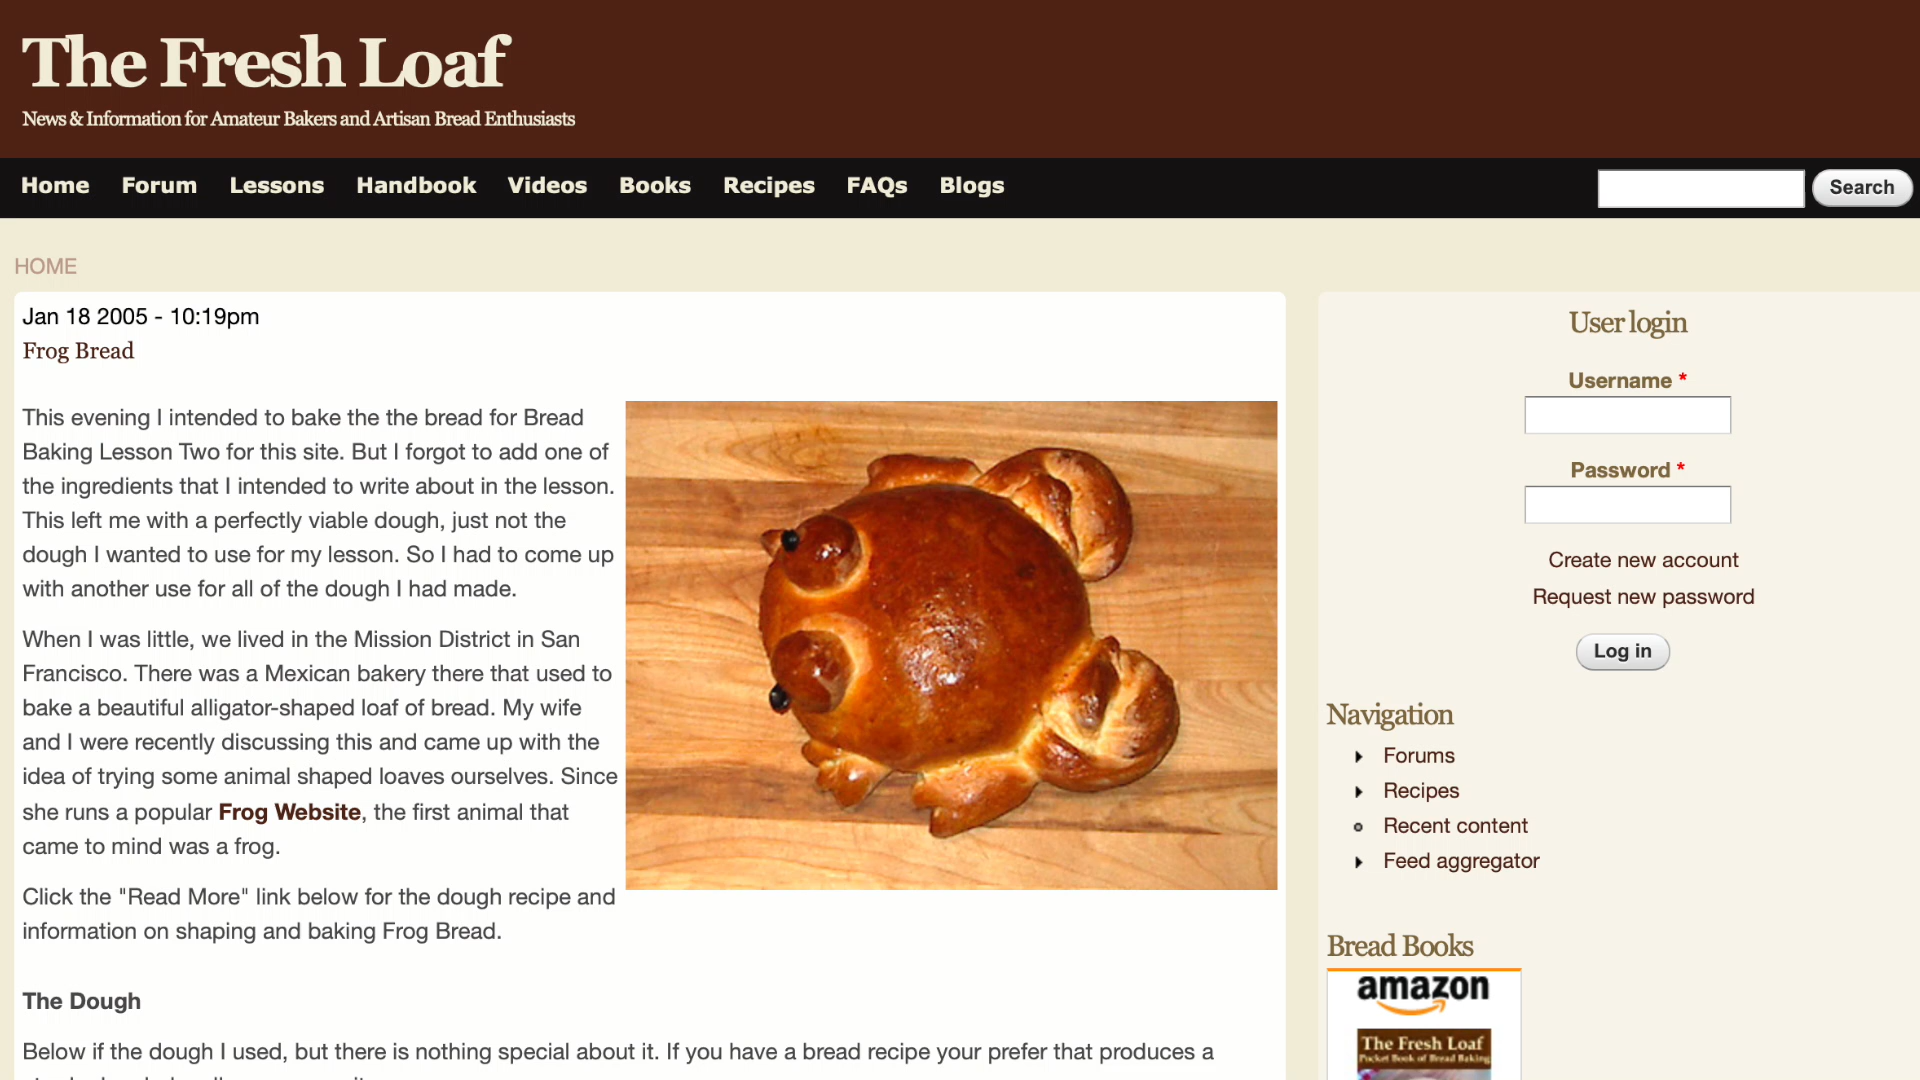 The Fresh Loaf
News & Information for Amateur Bakers and Artisan Bread Enthusiasts
Home Forum Lessons Handbook Videos Books Recipes FAQs Blogs Search
HOME
Jan 18 2005 - 10:19pm
Frog Bread
This evening I intended to bake the the bread for Bread
Baking Lesson Two for this site. But I forgot to add one of
the ingredients that I intended to write about in the lesson.
This left me with a perfectly viable dough, just not the
dough I wanted to use for my lesson. So I had to come up
with another use for all of the dough I had made.
When I was little, we lived in the Mission District in San
Francisco. There was a Mexican bakery there that used to
bake a beautiful alligator-shaped loaf of bread. My wife
and I were recently discussing this and came up with the
idea of trying some animal shaped loaves ourselves. Since
she runs a popular Frog Website, the first animal that
came to mind was a frog.
Click the "Read More" link below for the dough recipe and
information on shaping and baking Frog Bread.
The Dough
Below if the dough I used, but there is nothing special about it. If you have a bread recipe your prefer that produces a
User login
Username *
Password *
Create new account
Request new password
Log in
Navigation
Forums
Recipes
Recent content
Feed aggregator
Bread Books
amazon
The Fresh Loaf
Pocket Book of Bread Baking